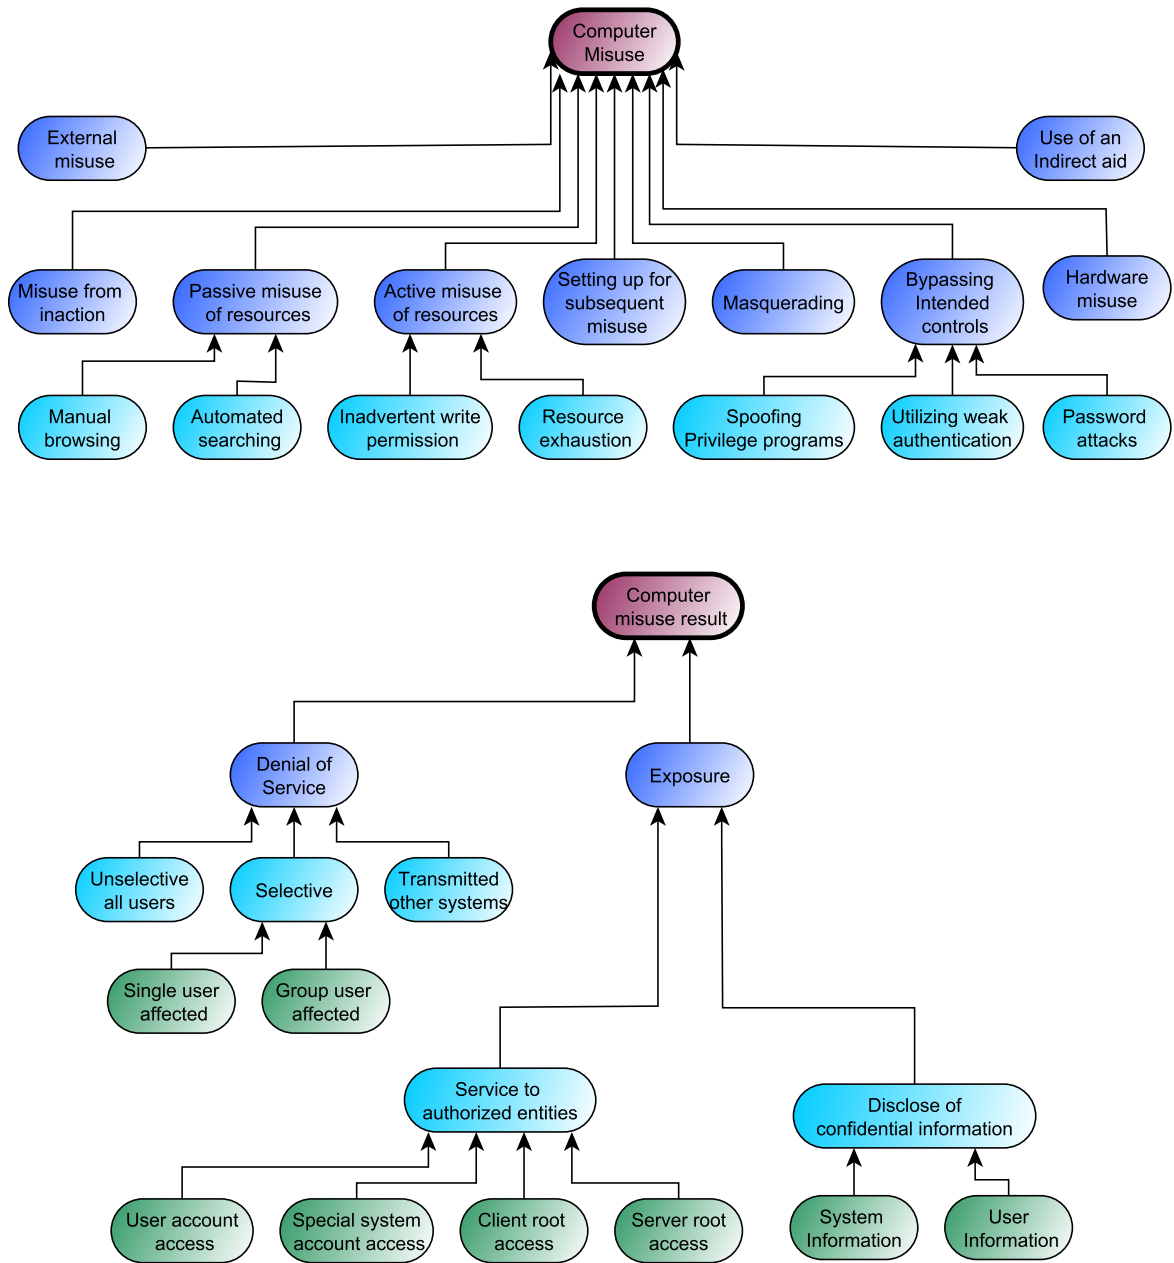 Computer
Misuse
External
misuse
Use of an
Indirect aid
Misuse from
inaction
Passive misuse
of resources
Active misuse
of resources
Setting up for
subsequent
misuse
Masquerading
Bypassing
Intended
controls
Hardware
misuse
Manual
browsing
Automated
searching
Inadvertent write
permission
Resource
exhaustion
Spoofing
Privilege programs
Utilizing weak
authentication
Password
attacks
Computer
misuse result
Denial of
Service
Exposure
Unselective
all users
Selective
Transmitted
other systems
Single user
affected
Group user
affected
Service to
authorized entities
Disclose of
confidential information
User account
access
Special system
account access
Client root
access
Server root
access
System
Information
User
Information